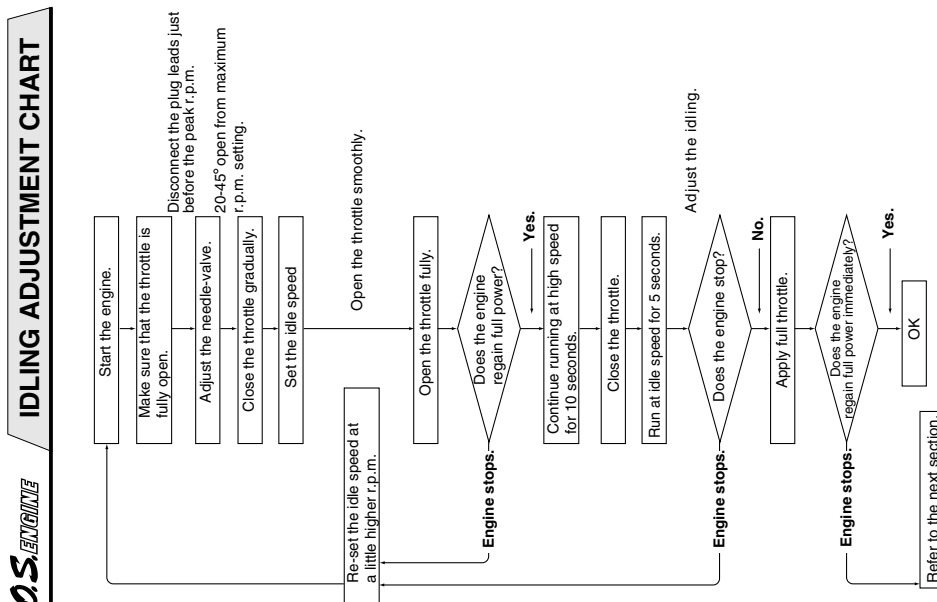 O.S. ENGINE
IDLING ADJUSTMENT CHART
Start the engine.
Make sure that the throttle is
fully open.
Disconnect the plug leads just
before the peak r.p.m.
Adjust the needle-valve.
20-45° open from maximum
r.p.m. setting.
Close the throttle gradually.
Set the idle speed
Re-set the idle speed at
a little higher r.p.m.
Open the throttle smoothly.
Open the throttle fully.
Does the engine
regain full power?
Engine stops.
Yes.
Continue running at high speed
for 10 seconds.
Close the throttle.
Run at idle speed for 5 seconds.
Adjust the idling.
Does the engine stop?
Engine stops.
No.
Apply full throttle.
Does the engine
regain full power immediately?
Engine stops.
Yes.
OK
Refer to the next section.